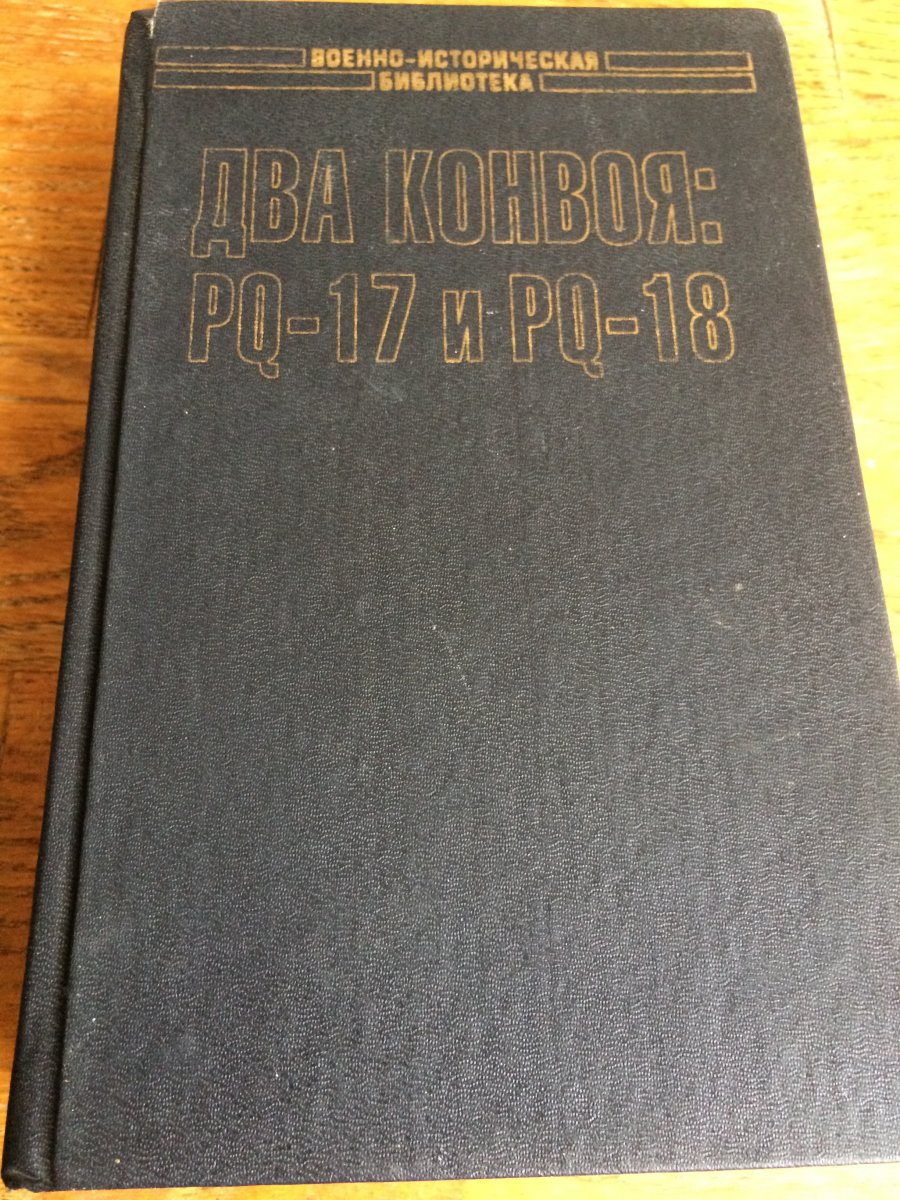 ВОЕННО-ИСТОРИЧЕСКАЯ
БИБЛИОТЕКА
ДВА КОНВОЯ:
PQ-17 и PQ-18